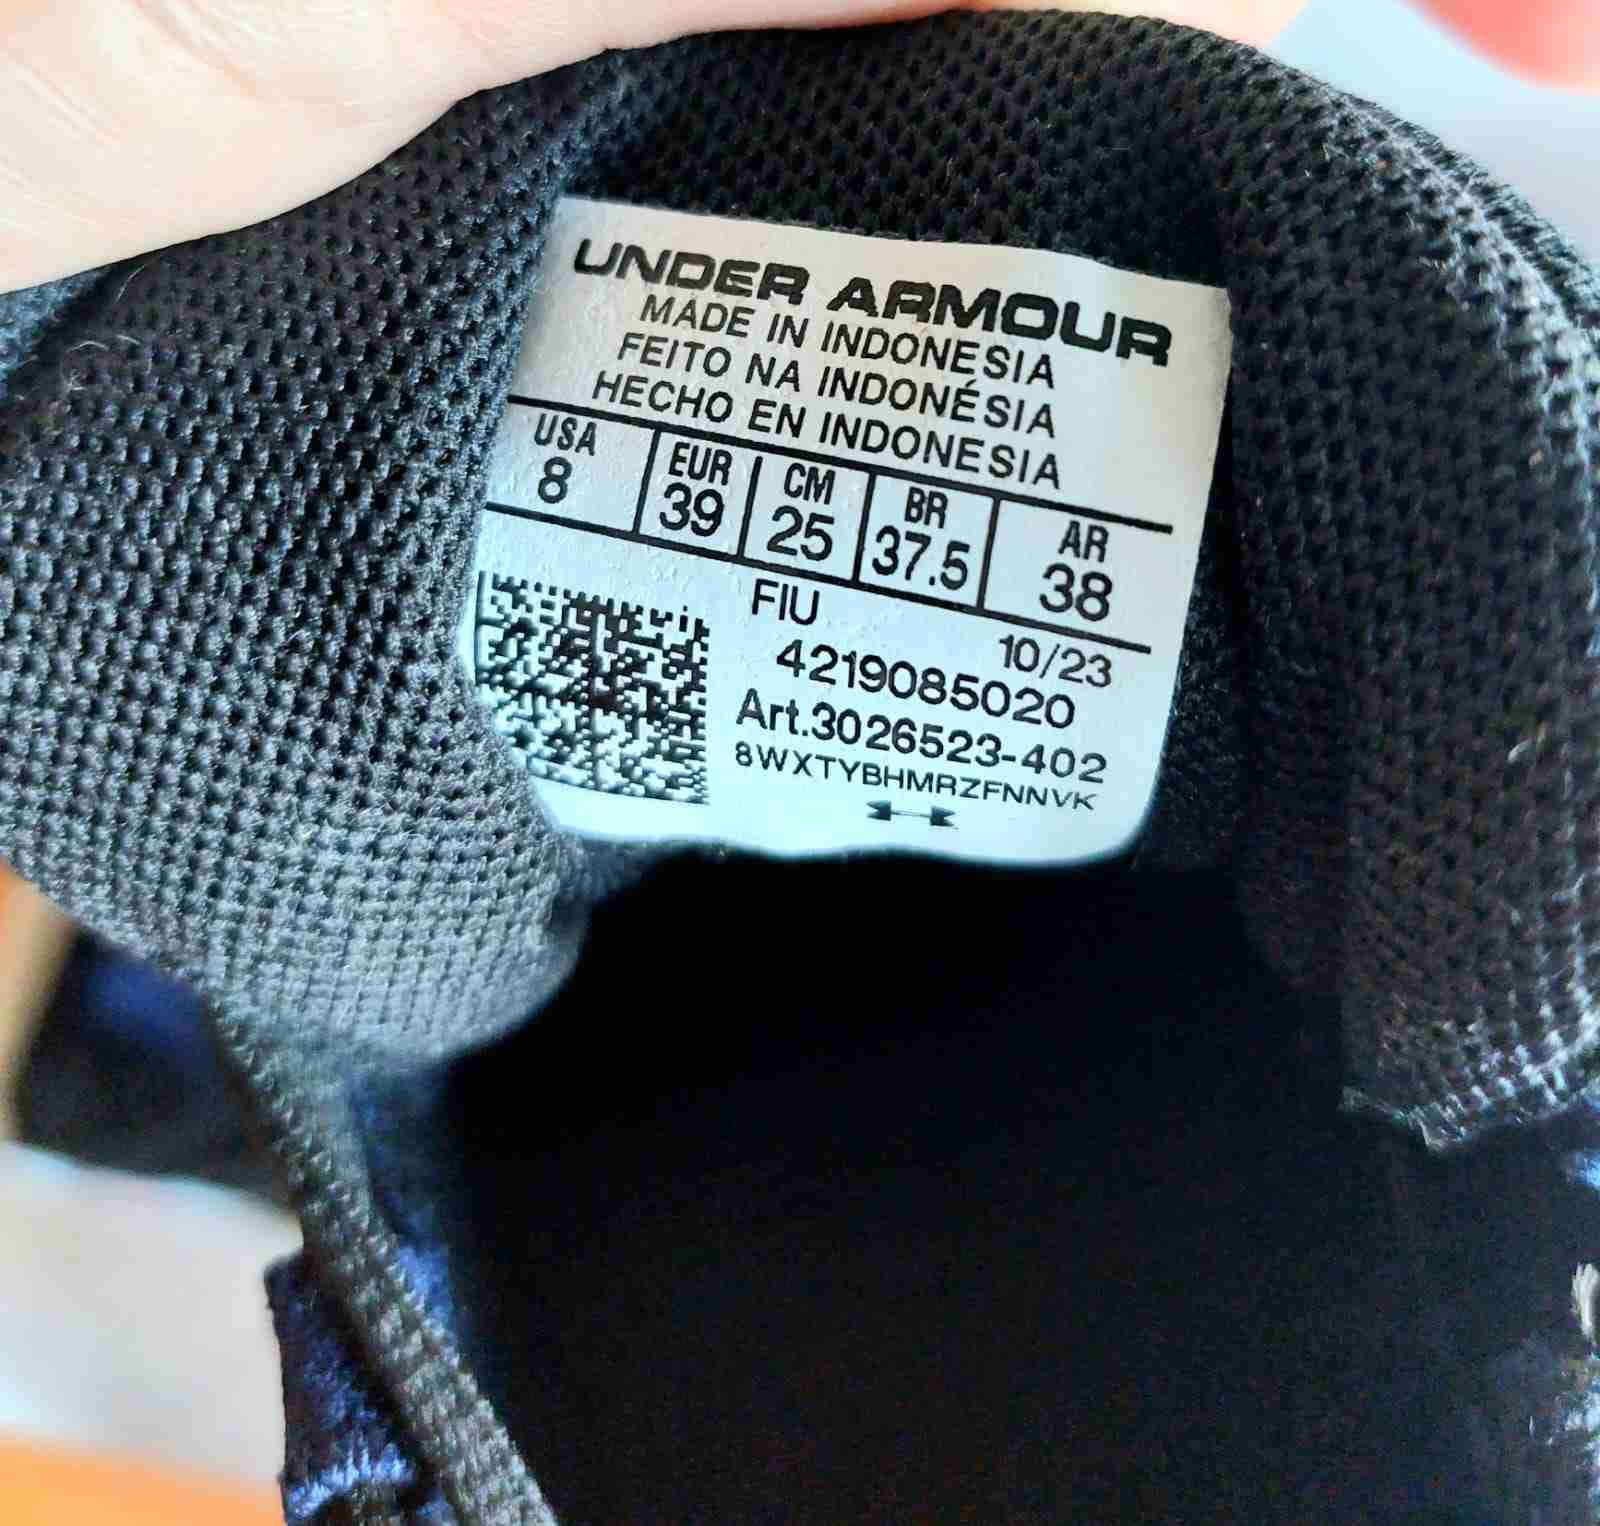 UNDER ARMOUR
MADE IN INDONESIA
FEITO NA INDONÉSIA
HECHO EN INDONESIA
USA EUR CM BR AR
8 39 25 37.5 38
FIU 10/23
4219085020
Art.3026523-402
8WXTYBHMRZFNNVK